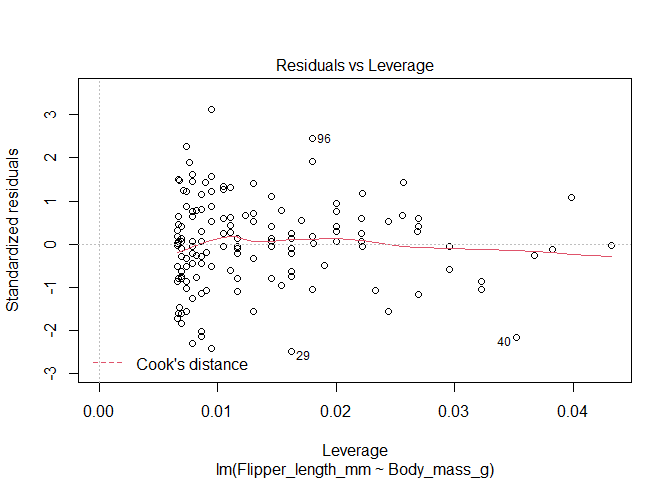 Residuals vs Leverage
Standardized residuals
3
2
1
0
-1
-2
-3
96
40
29
Cook's distance
0.00 0.01 0.02 0.03 0.04
Leverage
lm(Flipper_length_mm ~ Body_mass_g)